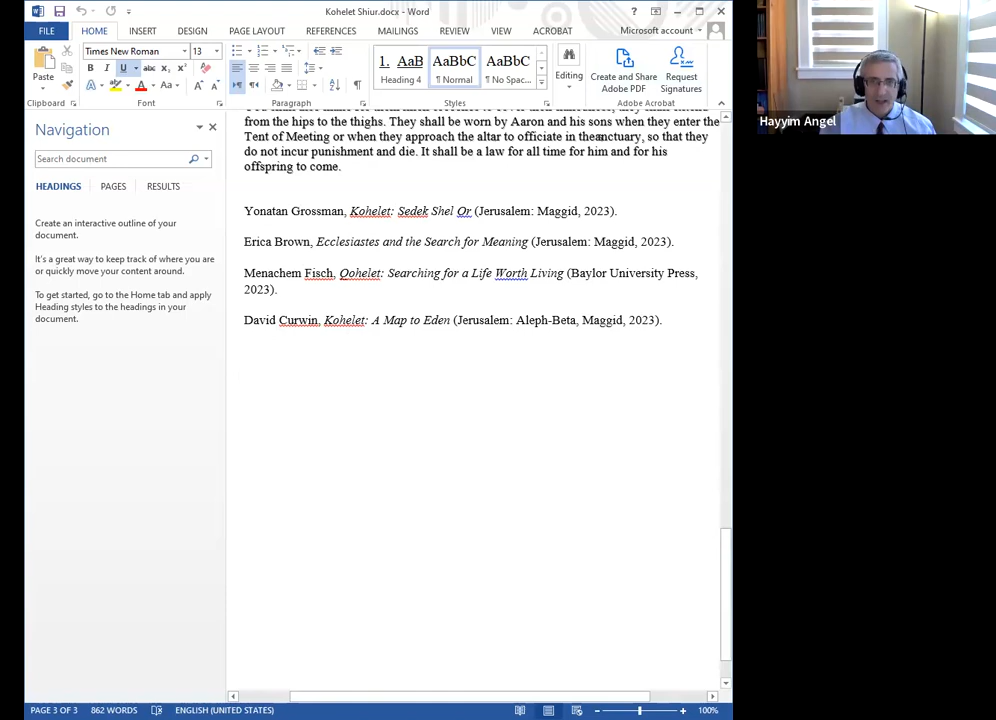 Kohelet Shiur.docx - Word
FILE HOME INSERT DESIGN PAGE LAYOUT REFERENCES MAILINGS REVIEW VIEW ACROBAT Microsoft account
Times New Roman 13
Paste
Clipboard Font Paragraph Styles Adobe Acrobat
1. AaB AaBbC AaBbC
Heading 4 ¶ Normal ¶ No Spac...
Editing
Create and Share Adobe PDF
Request Signatures
Hayyim Angel
Navigation
Search document
HEADINGS PAGES RESULTS
Create an interactive outline of your
document.
It's a great way to keep track of where you are
or quickly move your content around.
To get started, go to the Home tab and apply
Heading styles to the headings in your
document.
from the hips to the thighs. They shall be worn by Aaron and his sons when they enter the
Tent of Meeting or when they approach the altar to officiate in the anctuary, so that they
do not incur punishment and die. It shall be a law for all time for him and for his
offspring to come.
Yonatan Grossman, Kohelet: Sedek Shel Or (Jerusalem: Maggid, 2023).
Erica Brown, Ecclesiastes and the Search for Meaning (Jerusalem: Maggid, 2023).
Menachem Fisch, Qohelet: Searching for a Life Worth Living (Baylor University Press,
2023).
David Curwin, Kohelet: A Map to Eden (Jerusalem: Aleph-Beta, Maggid, 2023).
PAGE 3 OF 3 862 WORDS ENGLISH (UNITED STATES) 100%